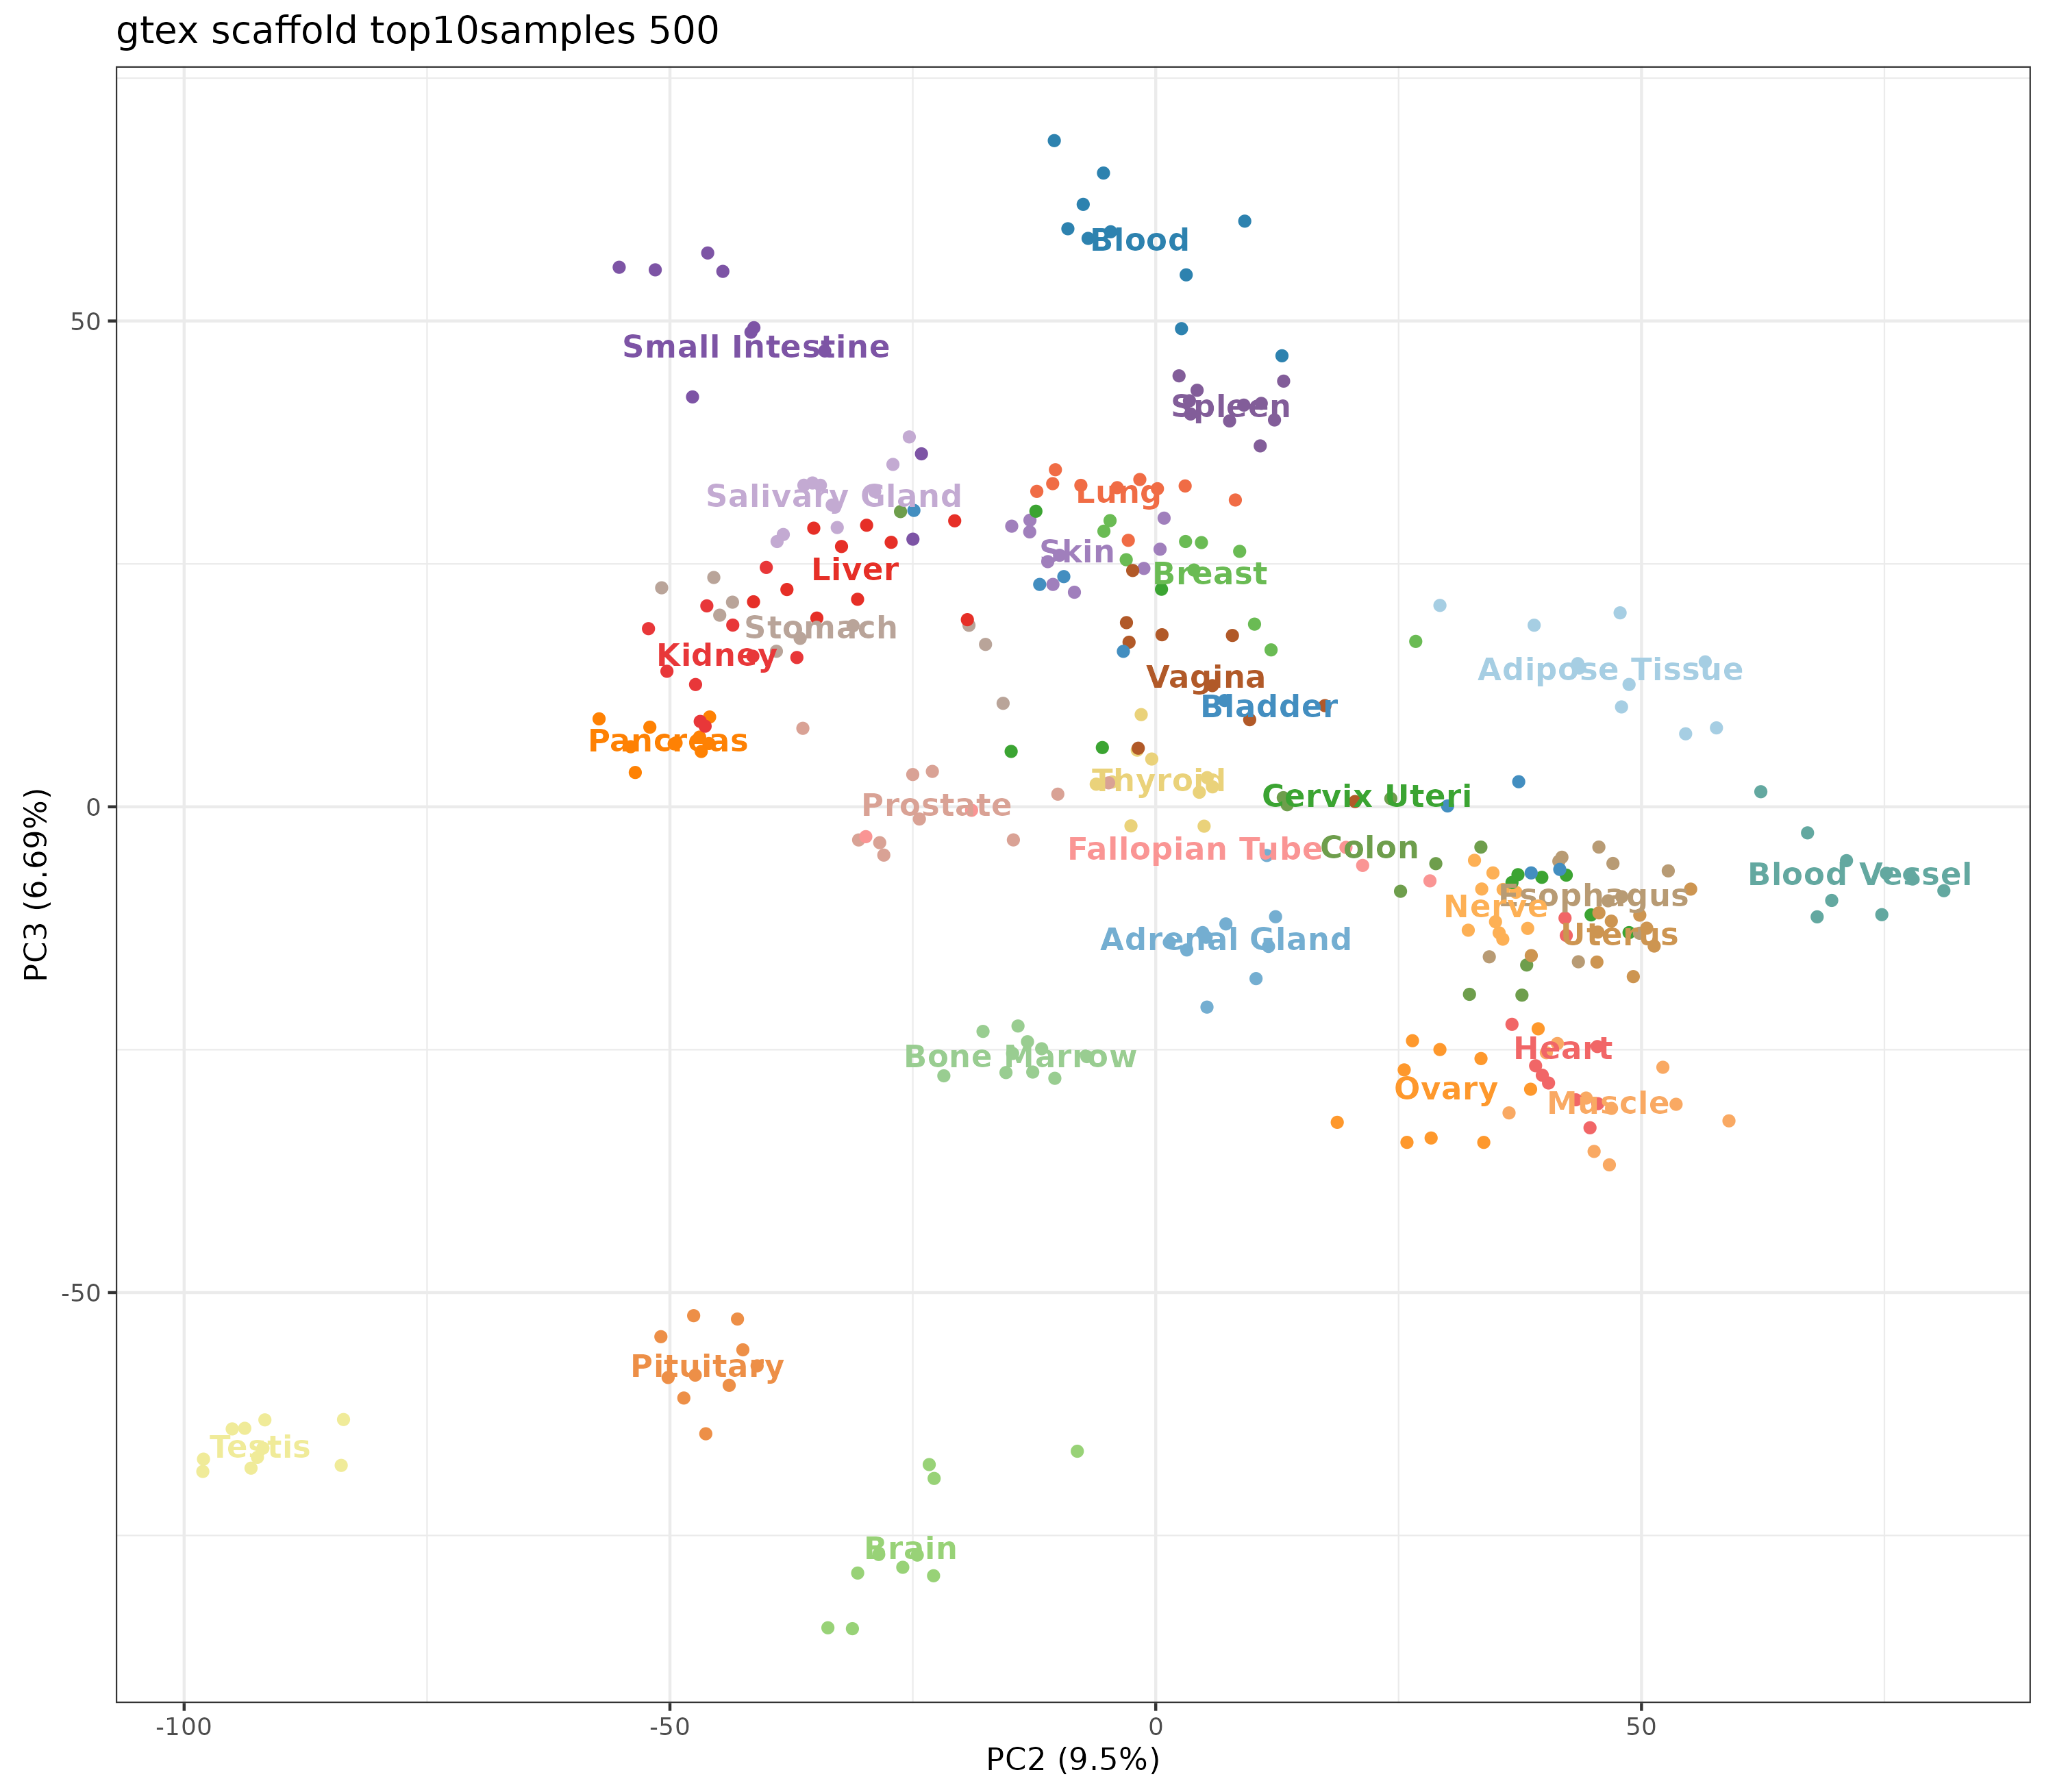 gtex scaffold top10samples 500
Blood
50
Small Intestine
Spleen
Salivary Gland
Lung
Skin
Liver
Breast
Stomach
Kidney
Adipose Tissue
Vagina
Bladder
Pancreas
Thyroid
Cervix Uteri
0
Prostate
Fallopian Tube
Colon
Blood Vessel
Esophagus
Nerve
Uterus
Adrenal Gland
PC3 (6.69%)
Heart
Bone Marrow
Ovary
Muscle
-50
Pituitary
Testis
Brain
-100
-50
0
50
PC2 (9.5%)